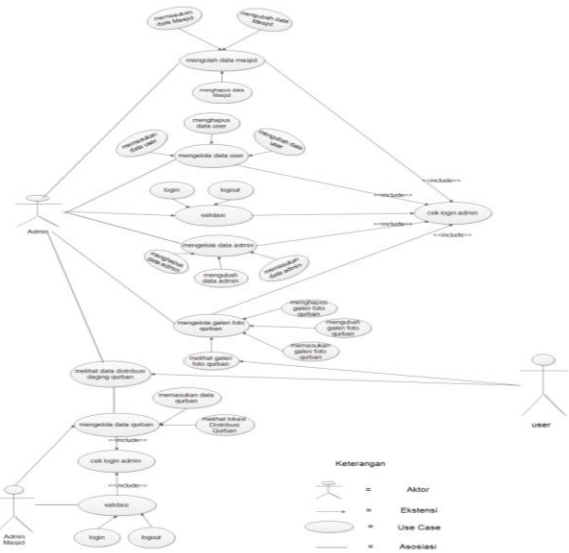 memasukan
data Masjid
mengubah data
Masjid
mengolah data masjid
menghapus data
Masjid
menghapus
data user
memasukan
data user
mengubah data
user
mengelola data user
login
logout
validasi
<<include>>
<<include>>
<<include>>
<<include>>
cek login admin
Admin
mengelola data admin
menghapus
data admin
mengubah
data admin
memasukan
data admin
menghapus
galeri foto
qurban
mengelola galeri foto
qurban
mengubah
galeri foto
qurban
memasukan
galeri foto
qurban
melihat galeri
foto qurban
melihat data distribusi
daging qurban
user
memasukan data
qurban
mengelola data qurban
melihat lokasi
Distribusi
Qurban
<<include>>
cek login admin
<<include>>
validasi
login
logout
Admin
Masjid
Keterangan
= Aktor
= Ekstensi
= Use Case
= Asosiasi